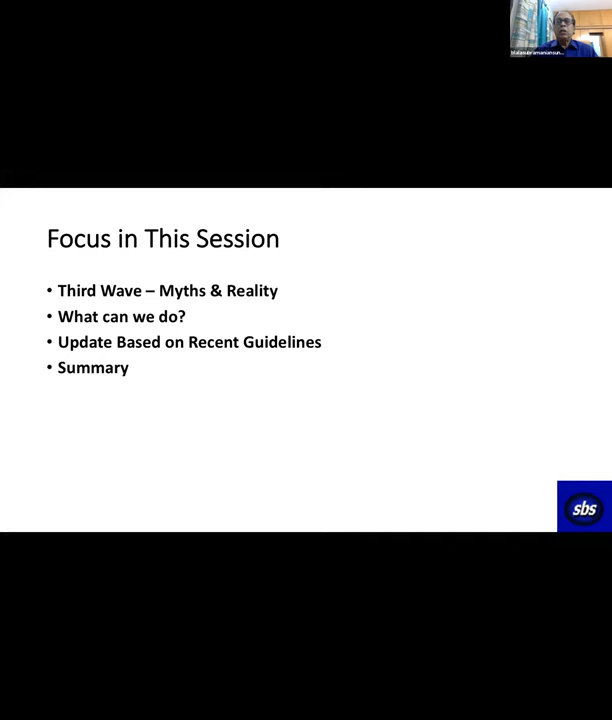 Focus in This Session
• Third Wave – Myths & Reality
• What can we do?
• Update Based on Recent Guidelines
• Summary
sbs